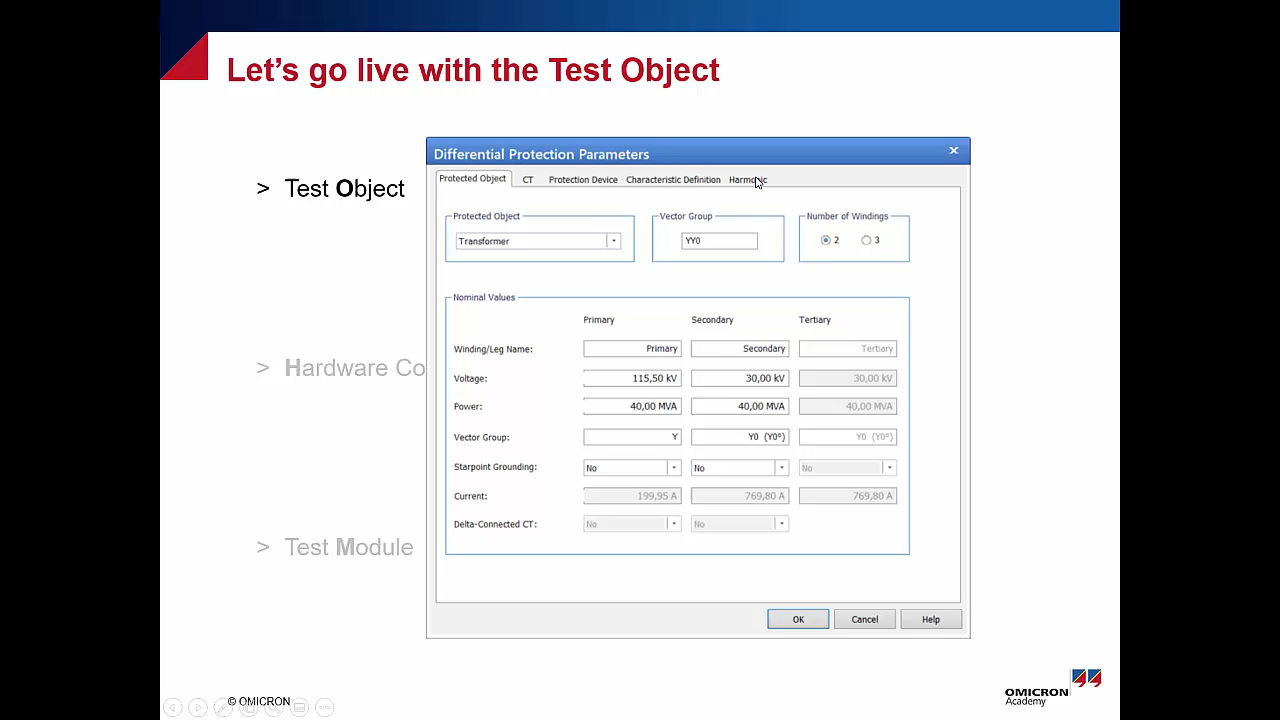 Let's go live with the Test Object
> Test Object
> Hardware Co
> Test Module
Differential Protection Parameters ×
Protected Object CT Protection Device Characteristic Definition Harmonic
Protected Object Vector Group Number of Windings
Transformer YY0 2 3
Nominal Values
Primary Secondary Tertiary
Winding/Leg Name: Primary Secondary Tertiary
Voltage: 115,50 kV 30,00 kV 30,00 kV
Power: 40,00 MVA 40,00 MVA 40,00 MVA
Vector Group: Y Y0 (Y0°) Y0 (Y0°)
Starpoint Grounding: No No No
Current: 199,95 A 769,80 A 769,80 A
Delta-Connected CT: No No
OK Cancel Help
© OMICRON
OMICRON
Academy